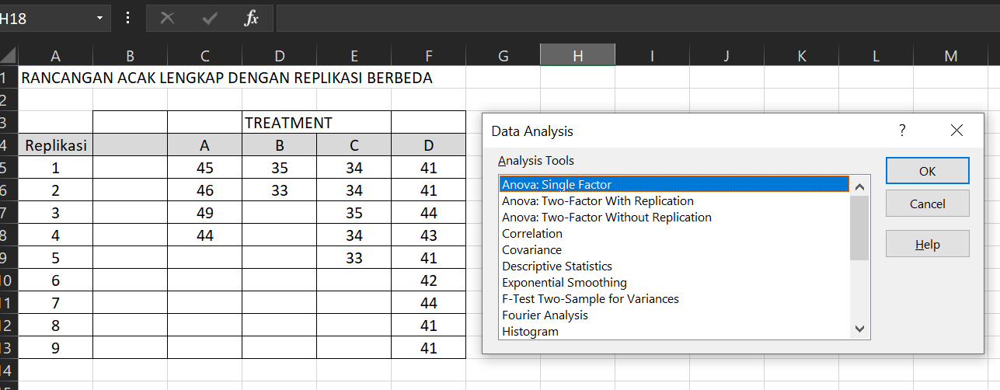 H18
fx
A B C D E F G H I J K L M
1 RANCANGAN ACAK LENGKAP DENGAN REPLIKASI BERBEDA
2
3 TREATMENT
4 Replikasi A B C D
5 1 45 35 34 41
6 2 46 33 34 41
7 3 49 35 44
8 4 44 34 43
9 5 33 41
10 6 42
11 7 44
12 8 41
13 9 41
14
Data Analysis ?
Analysis Tools
Anova: Single Factor
Anova: Two-Factor With Replication
Anova: Two-Factor Without Replication
Correlation
Covariance
Descriptive Statistics
Exponential Smoothing
F-Test Two-Sample for Variances
Fourier Analysis
Histogram
OK
Cancel
Help